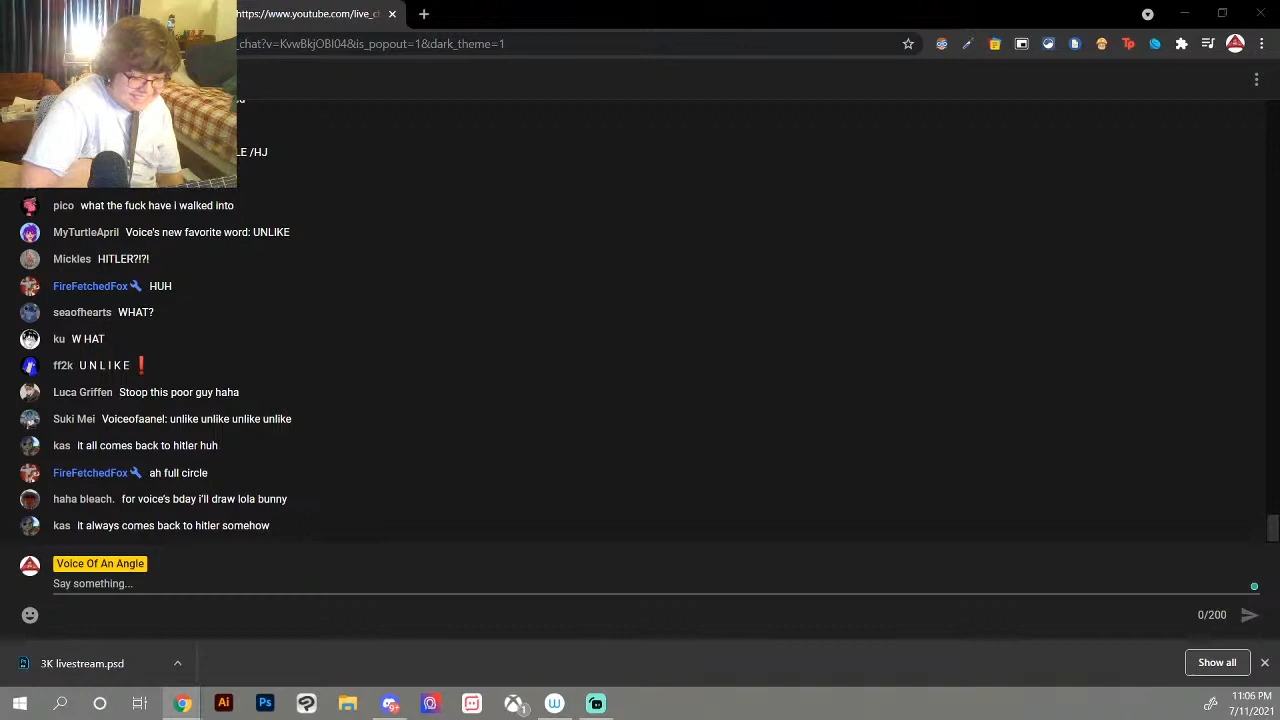 https://www.youtube.com/live_c
_chat?v=KvwBkjOBI04&is_popout=1&dark_theme=1
LE /HJ
pico what the fuck have i walked into
MyTurtleApril Voice's new favorite word: UNLIKE
Mickles HITLER?!?!
FireFetchedFox HUH
seaofhearts WHAT?
ku W HAT
ff2k U N L I K E ❗
Luca Griffen Stoop this poor guy haha
Suki Mei Voiceofaanel: unlike unlike unlike unlike
kas it all comes back to hitler huh
FireFetchedFox ah full circle
haha bleach. for voice's bday i'll draw lola bunny
kas it always comes back to hitler somehow
Voice Of An Angle
Say something...
0/200
3K livestream.psd
Show all
Ai Ps
11:06 PM
7/11/2021